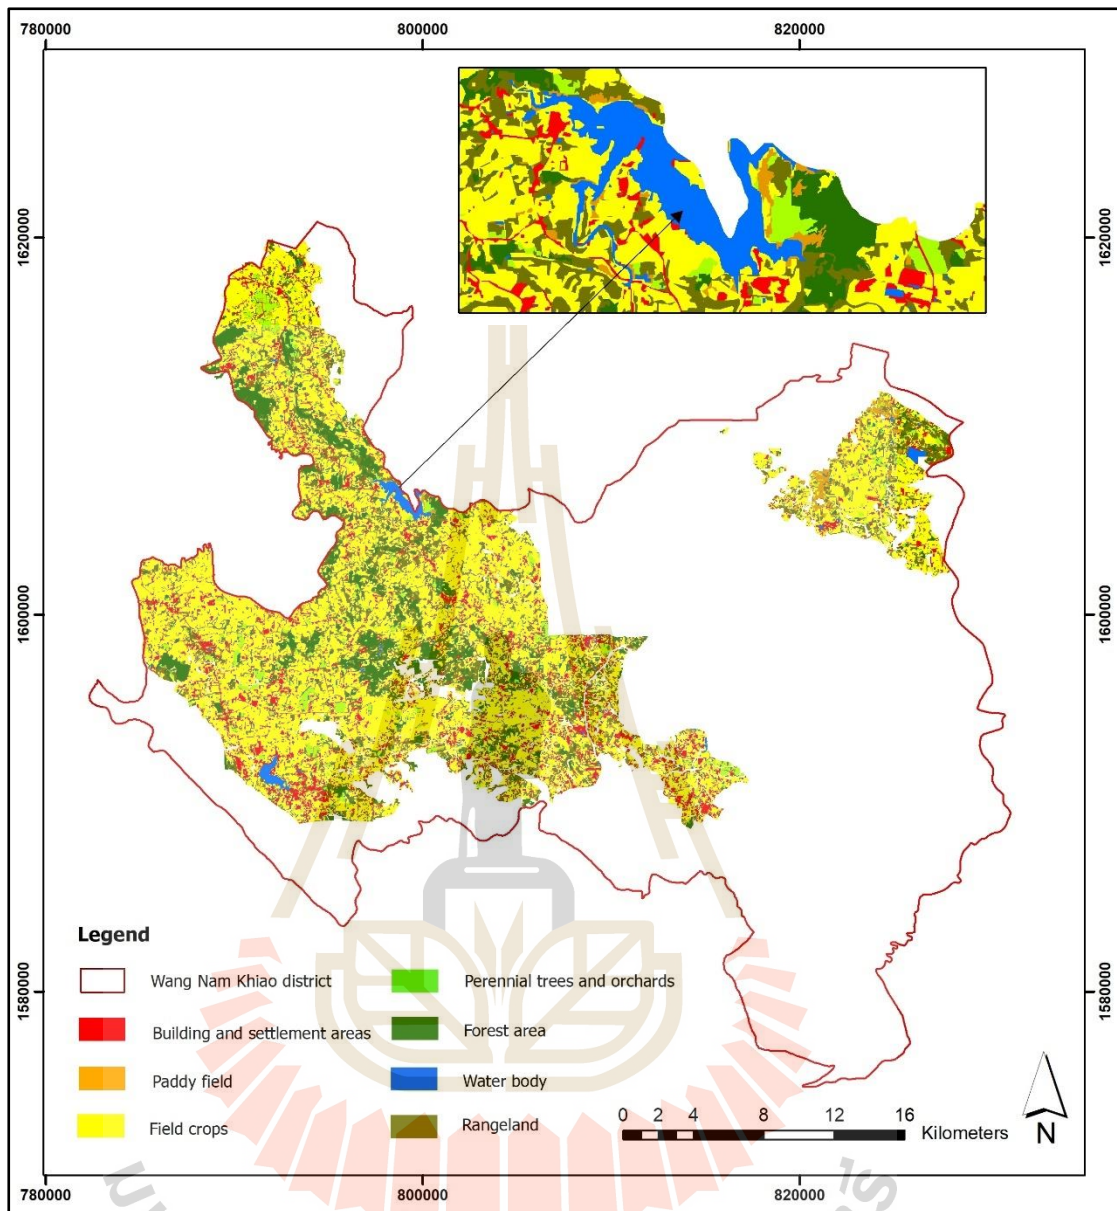 780000 800000 820000
1620000 1620000
1600000 1600000
1580000 1580000
Legend
Wang Nam Khiao district
Building and settlement areas
Paddy field
Field crops
Perennial trees and orchards
Forest area
Water body
Rangeland
0 2 4 8 12 16
Kilometers
N
780000 800000 820000